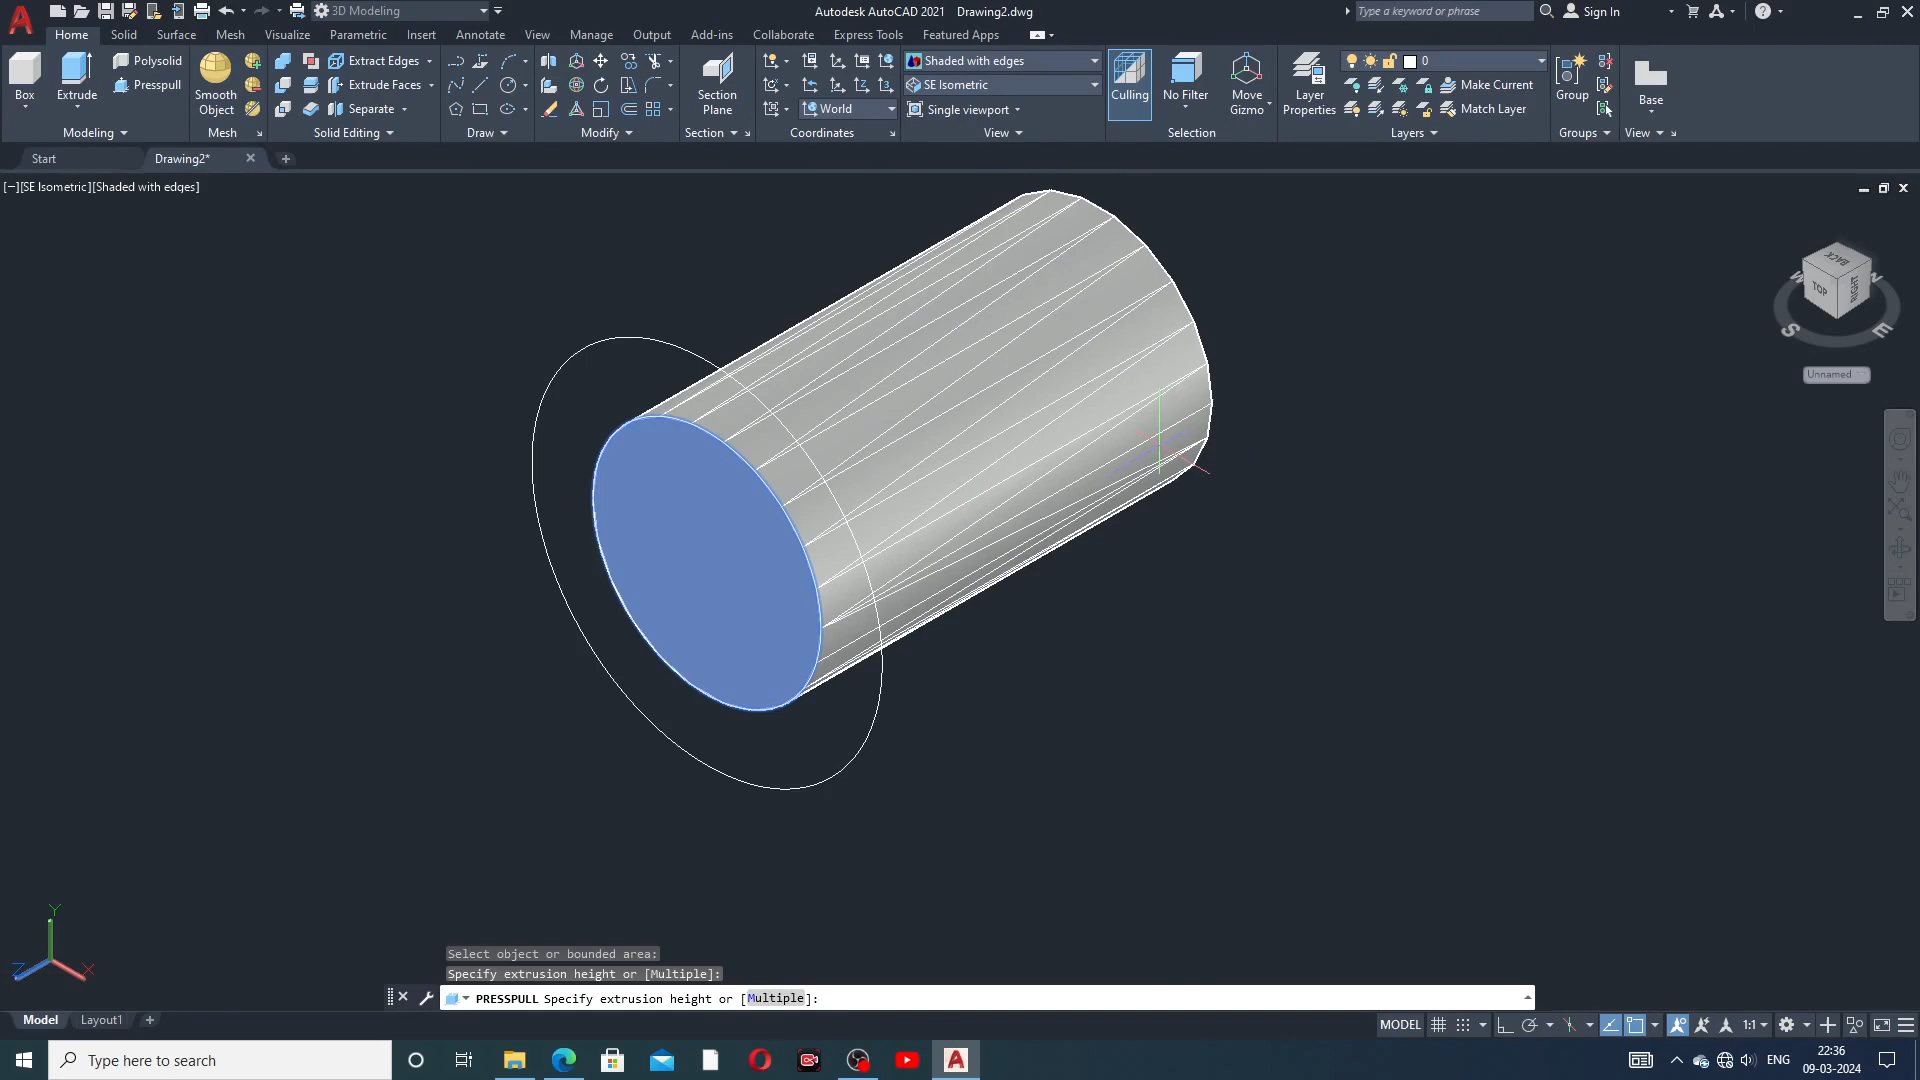 3D Modeling
Autodesk AutoCAD 2021 Drawing2.dwg
Type a keyword or phrase
Sign In
Home Solid Surface Mesh Visualize Parametric Insert Annotate View Manage Output Add-ins Collaborate Express Tools Featured Apps
Box
Extrude
Polysolid
Presspull
Smooth Object
Extract Edges
Extrude Faces
Separate
Section Plane
World
Shaded with edges
SE Isometric
Single viewport
Culling
No Filter
Move Gizmo
Layer Properties
0
Make Current
Match Layer
Group
Base
Modeling Mesh Solid Editing Draw Modify Section Coordinates View Selection Layers Groups View
Start Drawing2*
[−][SE Isometric][Shaded with edges]
W N
BACK
TOP RIGHT
S E
Unnamed
Y
Z X
Select object or bounded area:
Specify extrusion height or [Multiple]:
PRESSPULL Specify extrusion height or [Multiple]:
Model Layout1
MODEL
1:1
Type here to search
ENG
22:36
09-03-2024